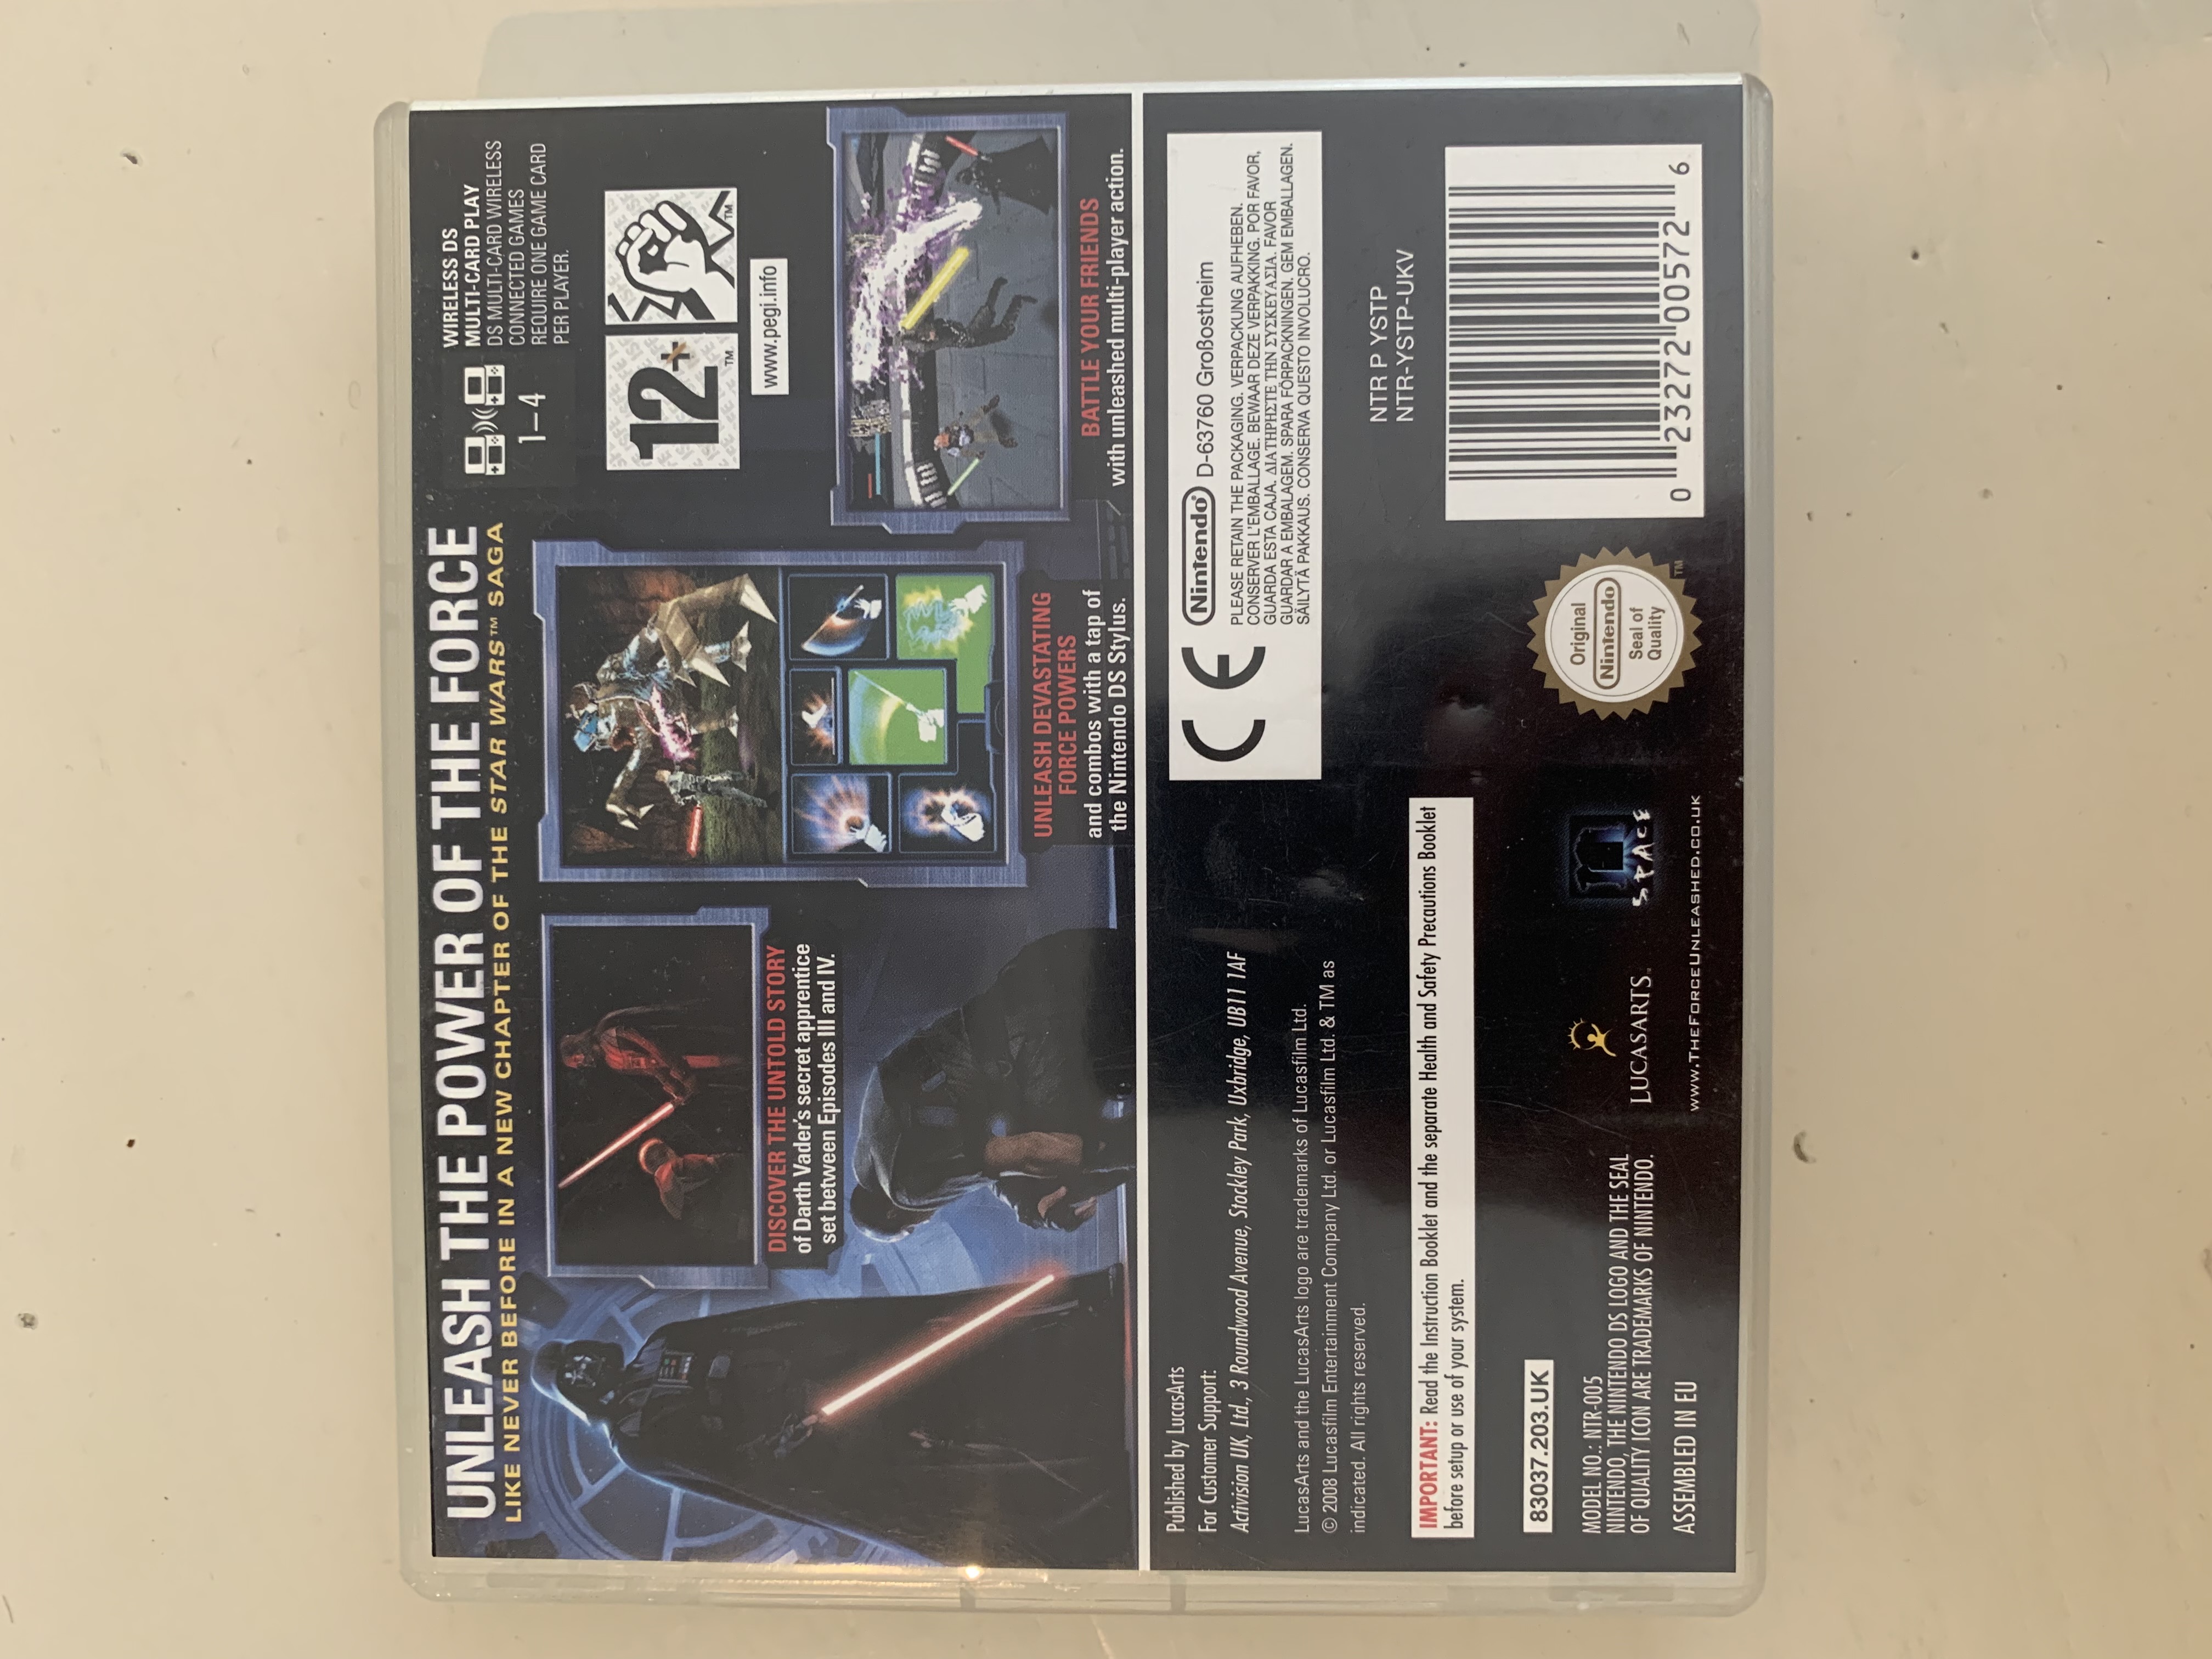 UNLEASH THE POWER OF THE FORCE
LIKE NEVER BEFORE IN A NEW CHAPTER OF THE STAR WARS™ SAGA
WIRELESS DS
MULTI-CARD PLAY
DS MULTI-CARD WIRELESS
CONNECTED GAMES
REQUIRE ONE GAME CARD
PER PLAYER.
1–4
12+
™
™
www.pegi.info
DISCOVER THE UNTOLD STORY
of Darth Vader's secret apprentice
set between Episodes III and IV.
UNLEASH DEVASTATING
FORCE POWERS
and combos with a tap of
the Nintendo DS Stylus.
BATTLE YOUR FRIENDS
with unleashed multi-player action.
Published by LucasArts
For Customer Support:
Activision UK, Ltd., 3 Roundwood Avenue, Stockley Park, Uxbridge, UB11 1AF
LucasArts and the LucasArts logo are trademarks of Lucasfilm Ltd.
© 2008 Lucasfilm Entertainment Company Ltd. or Lucasfilm Ltd. & TM as
indicated. All rights reserved.
IMPORTANT: Read the Instruction Booklet and the separate Health and Safety Precautions Booklet
before setup or use of your system.
83037.203.UK
MODEL NO.: NTR-005
NINTENDO, THE NINTENDO DS LOGO AND THE SEAL
OF QUALITY ICON ARE TRADEMARKS OF NINTENDO.
ASSEMBLED IN EU
LUCASARTS™
SPACE
WWW.THEFORCEUNLEASHED.CO.UK
CE
Nintendo® D-63760 Großostheim
PLEASE RETAIN THE PACKAGING. VERPACKUNG AUFHEBEN.
CONSERVER L'EMBALLAGE. BEWAAR DEZE VERPAKKING. POR FAVOR,
GUARDA ESTA CAJA. ΔΙΑΤΗΡΗΣΤΕ ΤΗΝ ΣΥΣΚΕΥΑΣΙΑ. FAVOR
GUARDAR A EMBALAGEM. SPARA FÖRPACKNINGEN. GEM EMBALLAGEN.
SÄILYTÄ PAKKAUS. CONSERVA QUESTO INVOLUCRO.
NTR P YSTP
NTR-YSTP-UKV
Original
Nintendo
Seal of
Quality
TM
0 23272 00572 6